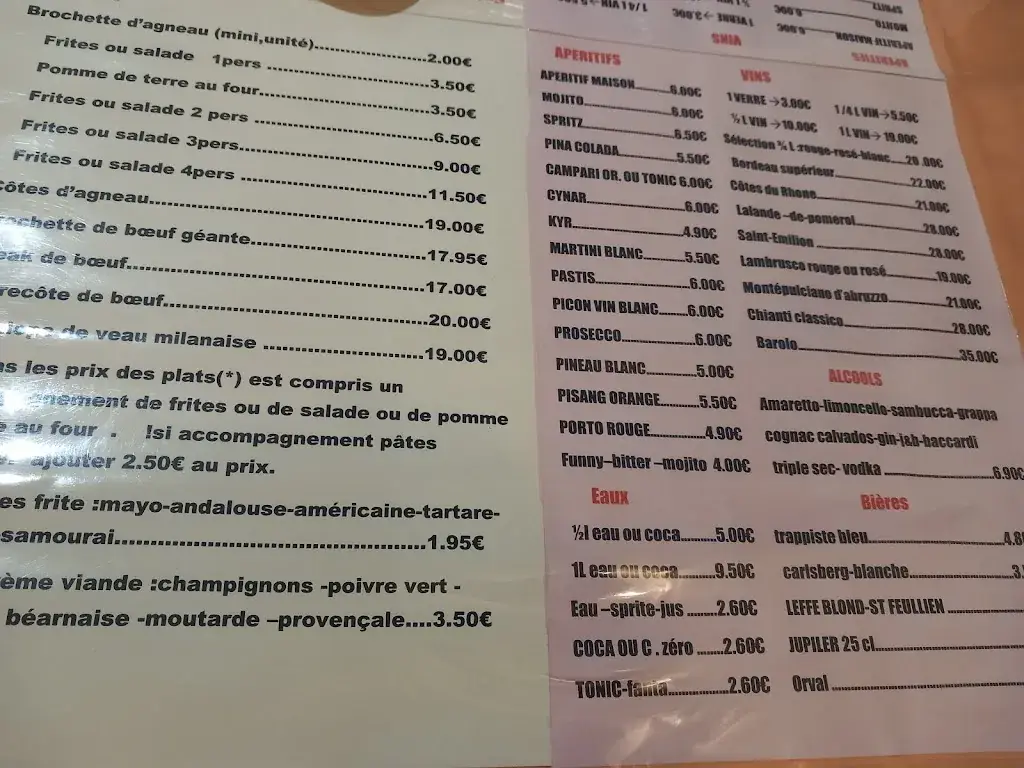 Brochette d'agneau (mini,unité)..................2.00€
Frites ou salade 1pers ........................3.50€
Pomme de terre au four.........................3.50€
Frites ou salade 2 pers ..........................6.50€
Frites ou salade 3pers............................9.00€
Frites ou salade 4pers ...........................11.50€
Côtes d'agneau.......................................19.00€
de bœuf géante..........................17.95€
de bœuf............................................17.00€
de bœuf.......................................20.00€
de veau milanaise .......................19.00€
les prix des plats(*) est compris un
de frites ou de salade ou de pomme
au four . !si accompagnement pâtes
ajouter 2.50€ au prix.
frite :mayo-andalouse-américaine-tartare-
samourai..........................................1.95€
viande :champignons -poivre vert -
béarnaise -moutarde –provençale....3.50€
APERITIFS
APERITIF MAISON..........6.00€
MOJITO........................6.00€
SPRITZ.........................6.50€
PINA COLADA................5.50€
CAMPARI OR. OU TONIC 6.00€
CYNAR.........................6.00€
KYR.............................4.90€
MARTINI BLANC............5.50€
PASTIS.........................6.00€
PICON VIN BLANC.........6.00€
PROSECCO...................6.00€
PINEAU BLANC.............5.00€
PISANG ORANGE...........5.50€
PORTO ROUGE..............4.90€
Funny–bitter –mojito 4.00€
Eaux
½l eau ou coca..........5.00€
1L eau ou coca..........9.50€
Eau –sprite-jus .......2.60€
COCA OU C . zéro .......2.60€
TONIC-fanta................2.60€
VINS
1 VERRE →3.00€ 1/4 L VIN→5.50€
½ L VIN →10.00€ 1L VIN→ 19.00€
Sélection ¾ L :rouge-rosé-blanc....20 .00€
Bordeau supérieur..................22.00€
Côtes du Rhone......................21.00€
Lalande –de-pomerol................28.00€
Saint-Emilion ........................28.00€
Lambrusco rouge ou rosé............19.00€
Montépulciano d'abruzzo............21.00€
Chianti classico......................28.00€
Barolo.................................35.00€
ALCOOLS
Amaretto-limoncello-sambucca-grappa
cognac calvados-gin-j&b-baccardi
triple sec- vodka ......................6.90€
Bières
trappiste bleu..........................4.8
carlsberg-blanche.....................3.
LEFFE BLOND-ST FEULLIEN ................
JUPILER 25 cl............................
Orval .......................................